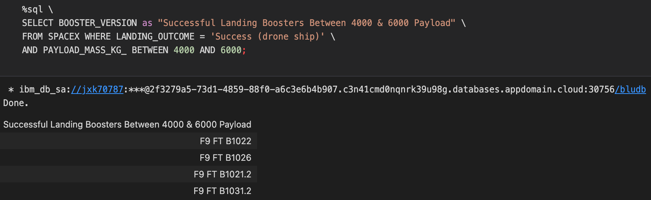 %sql \
SELECT BOOSTER_VERSION as "Successful Landing Boosters Between 4000 & 6000 Payload" \
FROM SPACEX WHERE LANDING_OUTCOME = 'Success (drone ship)' \
AND PAYLOAD_MASS_KG_ BETWEEN 4000 AND 6000;
* ibm_db_sa://jxk70787:***@2f3279a5-73d1-4859-88f0-a6c3e6b4b907.c3n41cmd0nqnrk39u98g.databases.appdomain.cloud:30756/bludb
Done.
Successful Landing Boosters Between 4000 & 6000 Payload
F9 FT B1022
F9 FT B1026
F9 FT B1021.2
F9 FT B1031.2